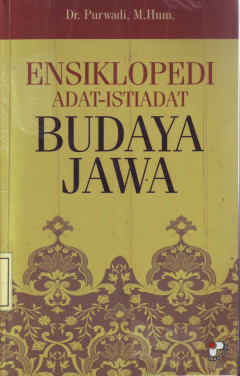 Dr. Purwadi, M.Hum.
ENSIKLOPEDI
ADAT-ISTIADAT
BUDAYA
JAWA